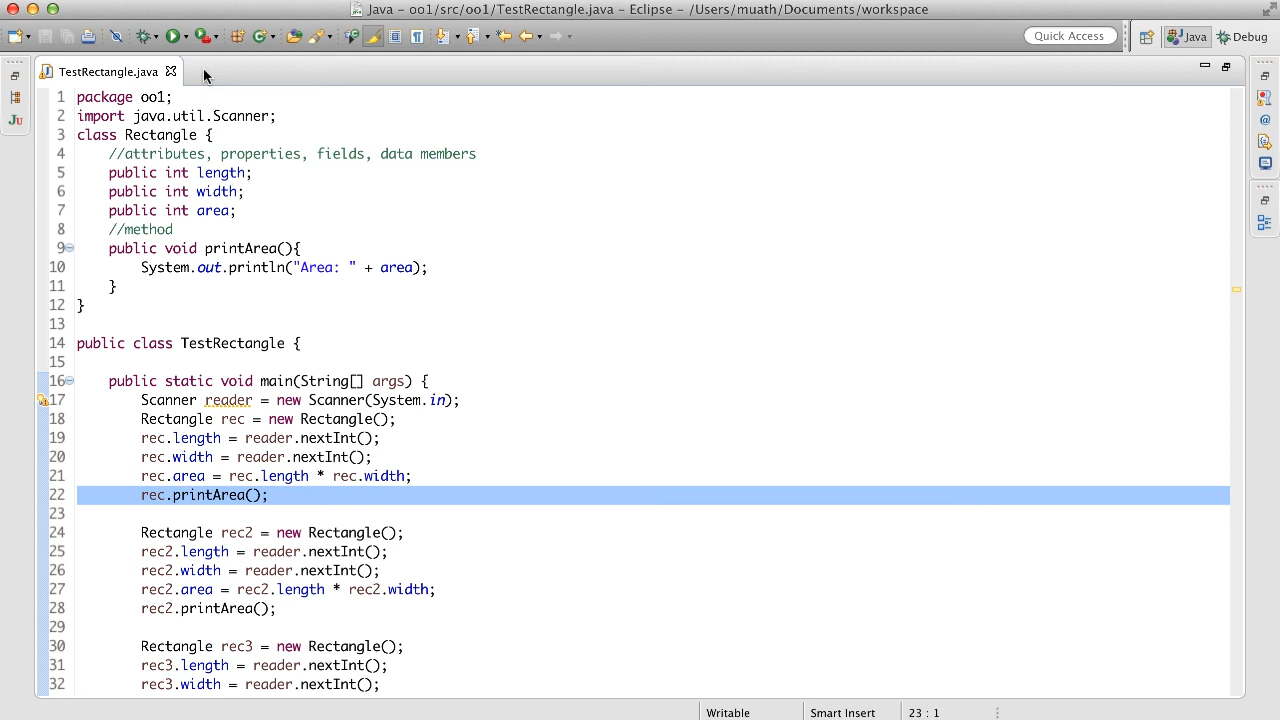 Java - oo1/src/oo1/TestRectangle.java - Eclipse - /Users/muath/Documents/workspace
Quick Access
Java
Debug
TestRectangle.java
1 package oo1;
2 import java.util.Scanner;
3 class Rectangle {
4 //attributes, properties, fields, data members
5 public int length;
6 public int width;
7 public int area;
8 //method
9 public void printArea(){
10 System.out.println("Area: " + area);
11 }
12 }
13
14 public class TestRectangle {
15
16 public static void main(String[] args) {
17 Scanner reader = new Scanner(System.in);
18 Rectangle rec = new Rectangle();
19 rec.length = reader.nextInt();
20 rec.width = reader.nextInt();
21 rec.area = rec.length * rec.width;
22 rec.printArea();
23
24 Rectangle rec2 = new Rectangle();
25 rec2.length = reader.nextInt();
26 rec2.width = reader.nextInt();
27 rec2.area = rec2.length * rec2.width;
28 rec2.printArea();
29
30 Rectangle rec3 = new Rectangle();
31 rec3.length = reader.nextInt();
32 rec3.width = reader.nextInt();
Writable
Smart Insert
23 : 1